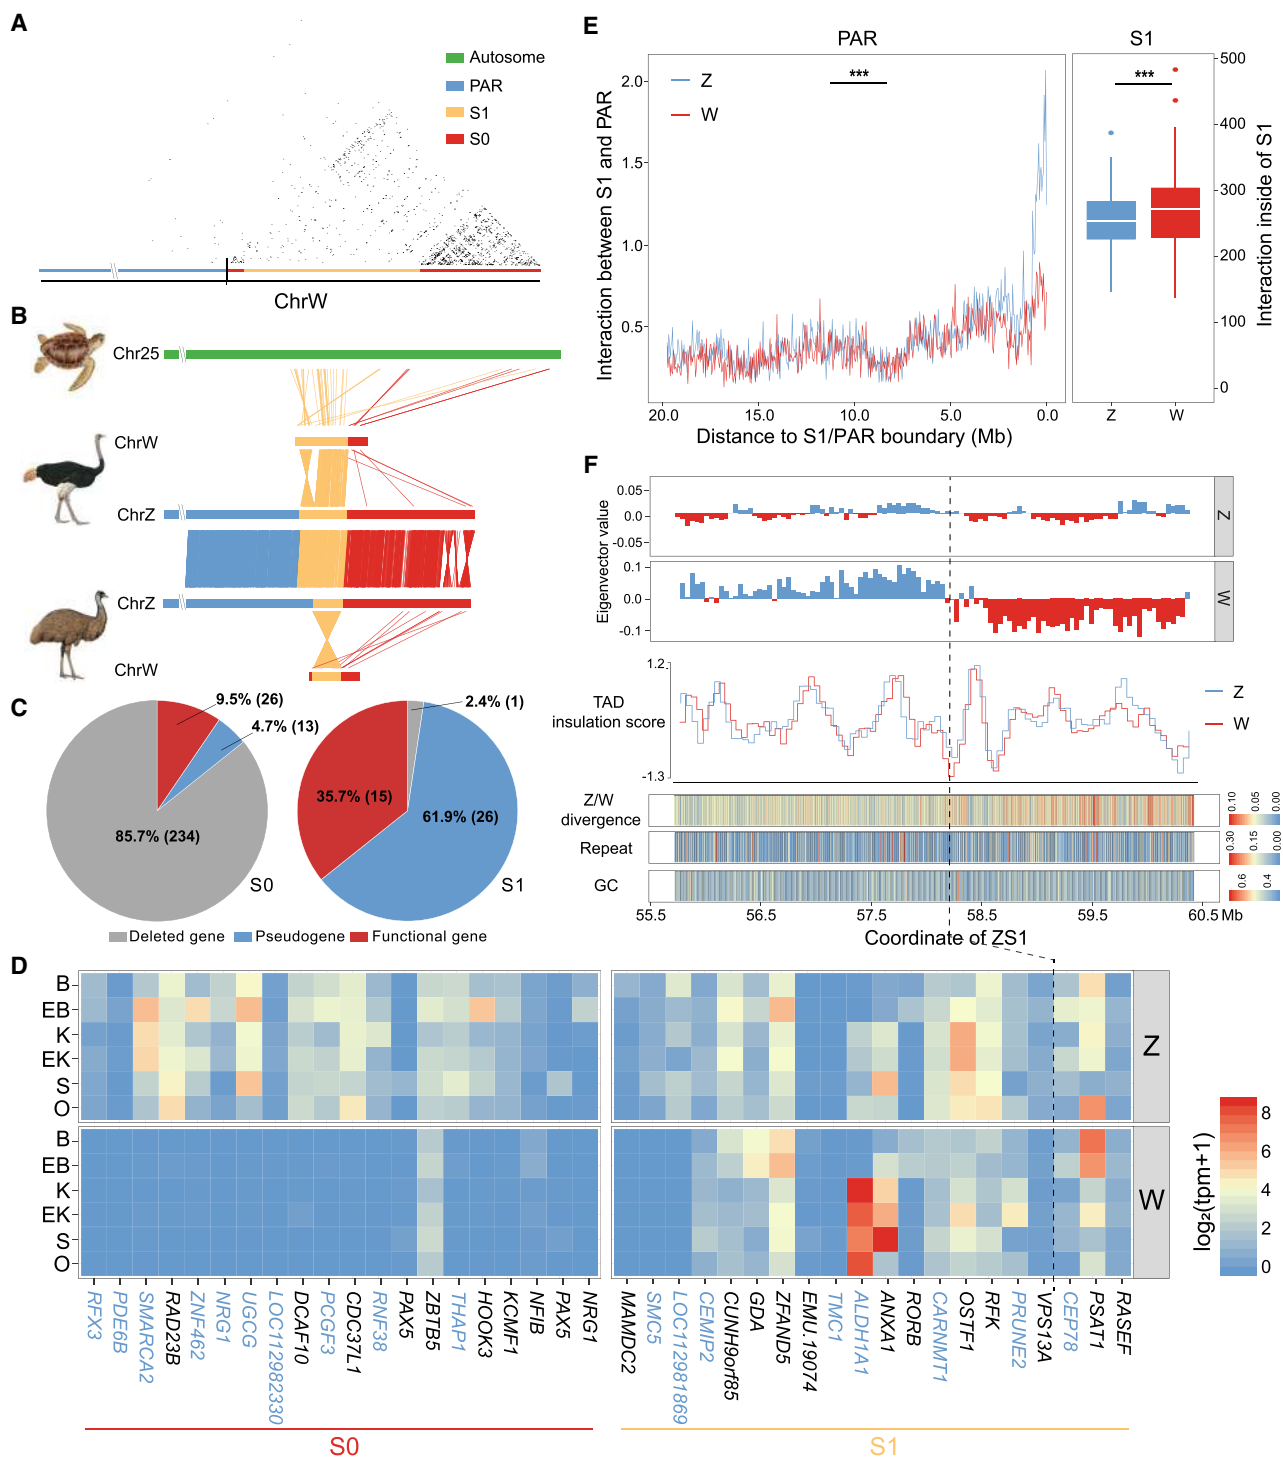 A
Autosome
PAR
S1
S0
ChrW
B
Chr25
ChrW
ChrZ
ChrZ
ChrW
C
9.5% (26)
4.7% (13)
85.7% (234)
S0
2.4% (1)
35.7% (15)
61.9% (26)
S1
Deleted gene
Pseudogene
Functional gene
E
PAR
S1
Z
W
***
***
Interaction between S1 and PAR
2.0
1.5
1.0
0.5
20.0
15.0
10.0
5.0
0.0
Distance to S1/PAR boundary (Mb)
500
400
300
200
100
0
Z
W
Interaction inside of S1
F
Eigenvector value
0.05
0.0
-0.05
Z
0.1
0.0
-0.1
W
1.2
-1.3
TAD
insulation score
Z
W
Z/W
divergence
Repeat
GC
0.10
0.05
0.00
0.30
0.15
0.00
0.6
0.4
55.5
56.5
57.5
58.5
59.5
60.5 Mb
Coordinate of ZS1
D
B
EB
K
EK
S
O
Z
B
EB
K
EK
S
O
W
RFX3
PDE6B
SMARCA2
RAD23B
ZNF462
NRG1
UGCG
LOC112982330
DCAF10
PCGF3
CDC37L1
RNF38
PAX5
ZBTB5
THAP1
HOOK3
KCMF1
NFIB
PAX5
NRG1
MAMDC2
SMC5
LOC112981869
CEMIP2
CUNH9orf85
GDA
ZFAND5
EMU.19074
TMC1
ALDH1A1
ANXA1
RORB
CARNMT1
OSTF1
RFK
PRUNE2
VPS13A
CEP78
PSAT1
RASEF
S0
S1
log₂(tpm+1)
8
6
4
2
0